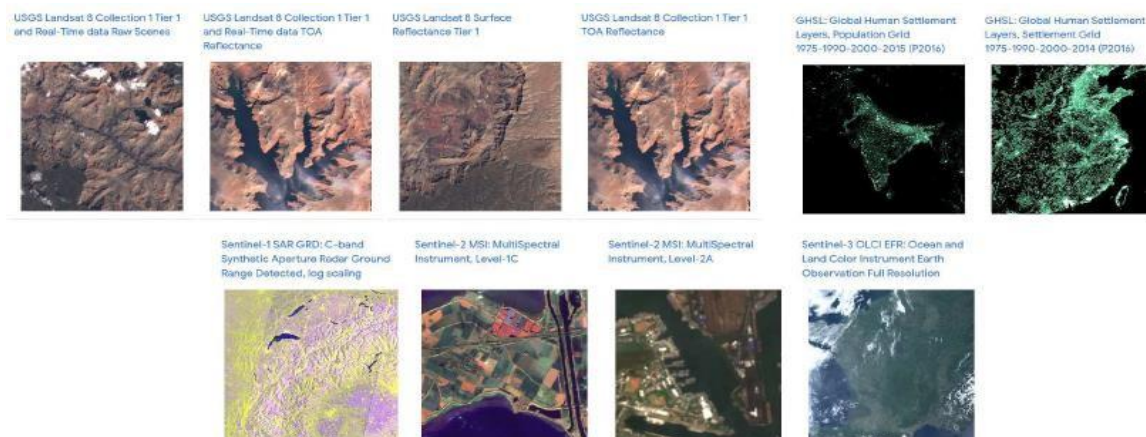 USGS Landsat 8 Collection 1 Tier 1
and Real-Time data Raw Scenes
USGS Landsat 8 Collection 1 Tier 1
and Real-Time data TOA
Reflectance
USGS Landsat 8 Surface
Reflectance Tier 1
USGS Landsat 8 Collection 1 Tier 1
TOA Reflectance
GHSL: Global Human Settlement
Layers, Population Grid
1975-1990-2000-2015 (P2016)
GHSL: Global Human Settlement
Layers, Settlement Grid
1975-1990-2000-2014 (P2016)
Sentinel-1 SAR GRD: C-band
Synthetic Aperture Radar Ground
Range Detected, log scaling
Sentinel-2 MSI: MultiSpectral
Instrument, Level-1C
Sentinel-2 MSI: MultiSpectral
Instrument, Level-2A
Sentinel-3 OLCI EFR: Ocean and
Land Color Instrument Earth
Observation Full Resolution